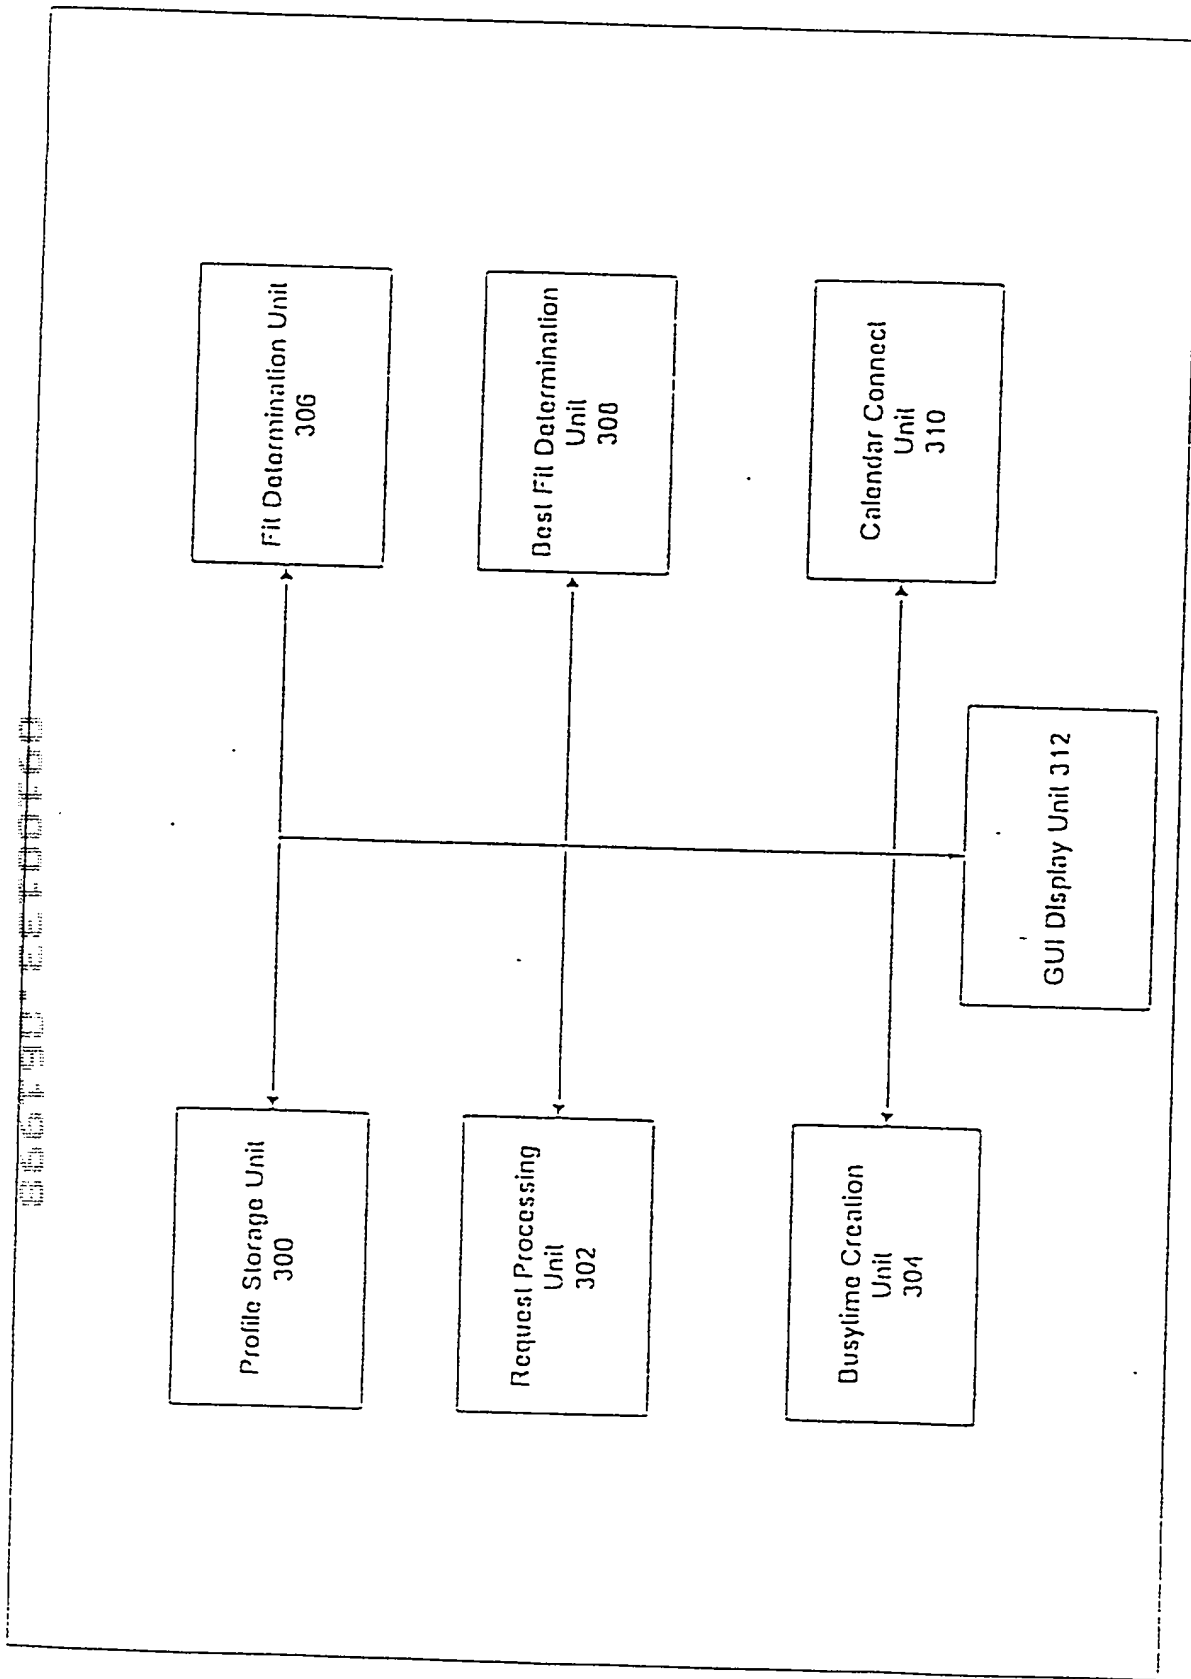 Profile Storage Unit
300
Request Processing
Unit
302
Busytime Creation
Unit
304
Fit Determination Unit
306
Best Fit Determination
Unit
308
Calendar Connect
Unit
310
GUI Display Unit 312